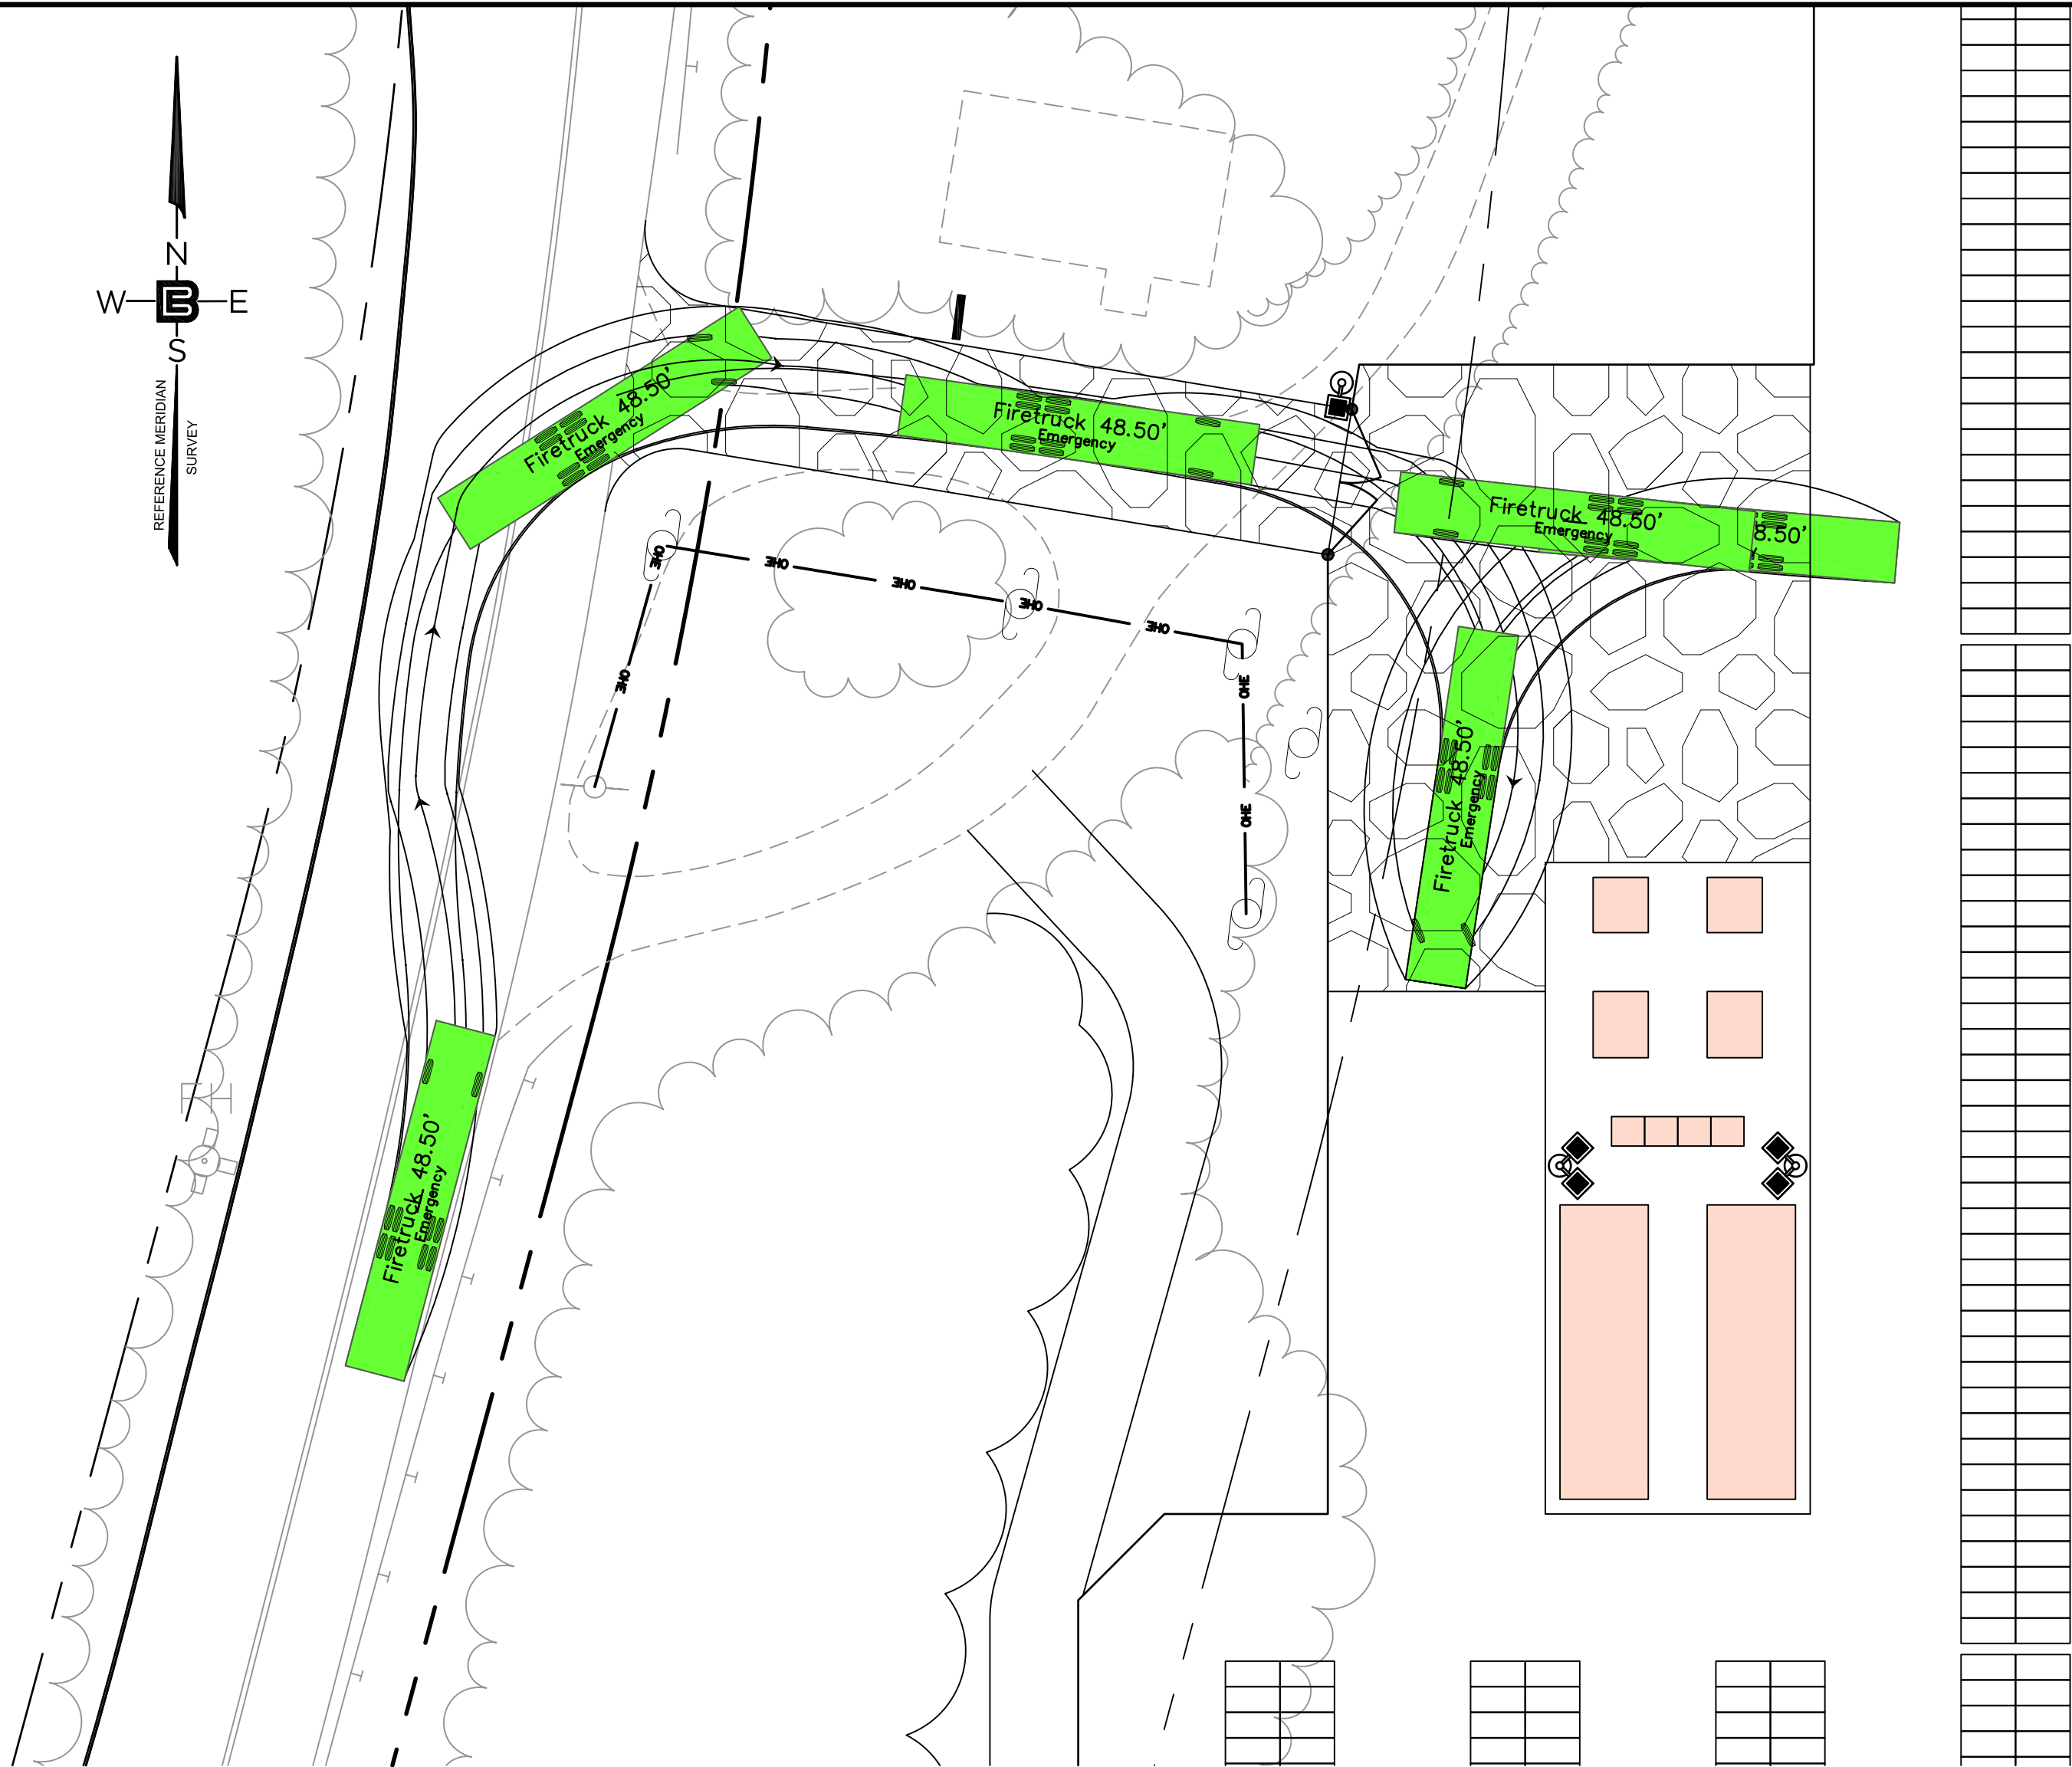 N
W E
S
REFERENCE MERIDIAN
SURVEY
Firetruck 48.50'
Emergency
Firetruck 48.50'
Emergency
Firetruck 48.50'
Emergency
8.50'
OHE
OHE
OHE
OHE
OHE
OHE
OHE
OHE
Firetruck 48.50'
Emergency
FH
Firetruck 48.50'
Emergency